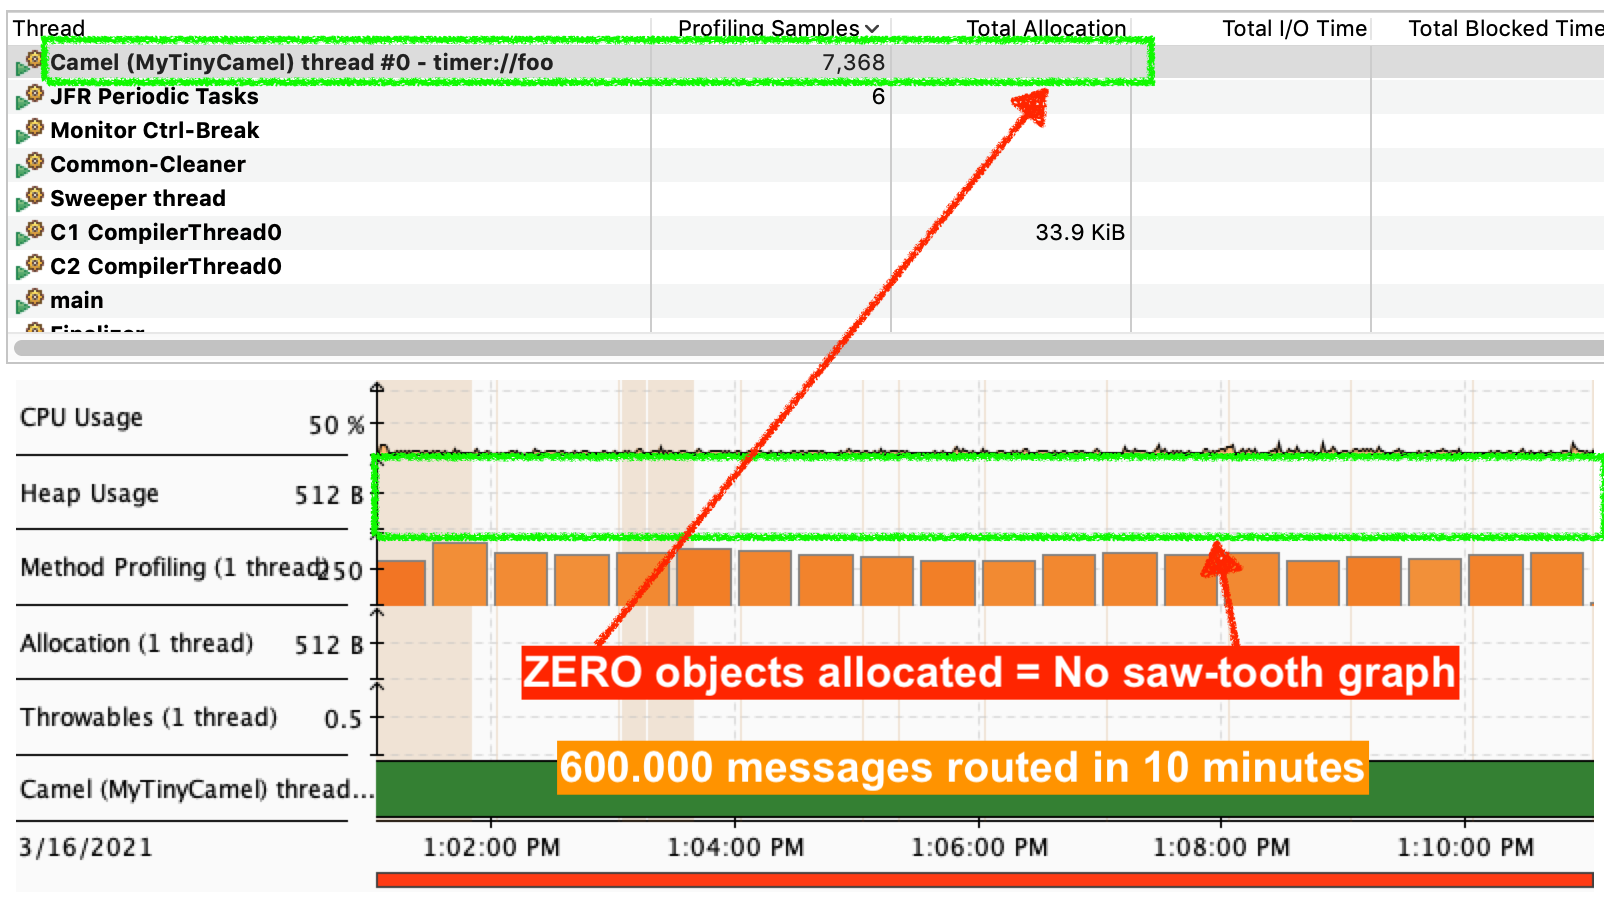 Thread Profiling Samples Total Allocation Total I/O Time Total Blocked Time
Camel (MyTinyCamel) thread #0 - timer://foo 7,368
JFR Periodic Tasks 6
Monitor Ctrl-Break
Common-Cleaner
Sweeper thread
C1 CompilerThread0 33.9 KiB
C2 CompilerThread0
main
Finalizer
CPU Usage 50 %
Heap Usage 512 B
Method Profiling (1 thread) 250
Allocation (1 thread) 512 B
ZERO objects allocated = No saw-tooth graph
Throwables (1 thread) 0.5
600.000 messages routed in 10 minutes
Camel (MyTinyCamel) thread...
3/16/2021 1:02:00 PM 1:04:00 PM 1:06:00 PM 1:08:00 PM 1:10:00 PM